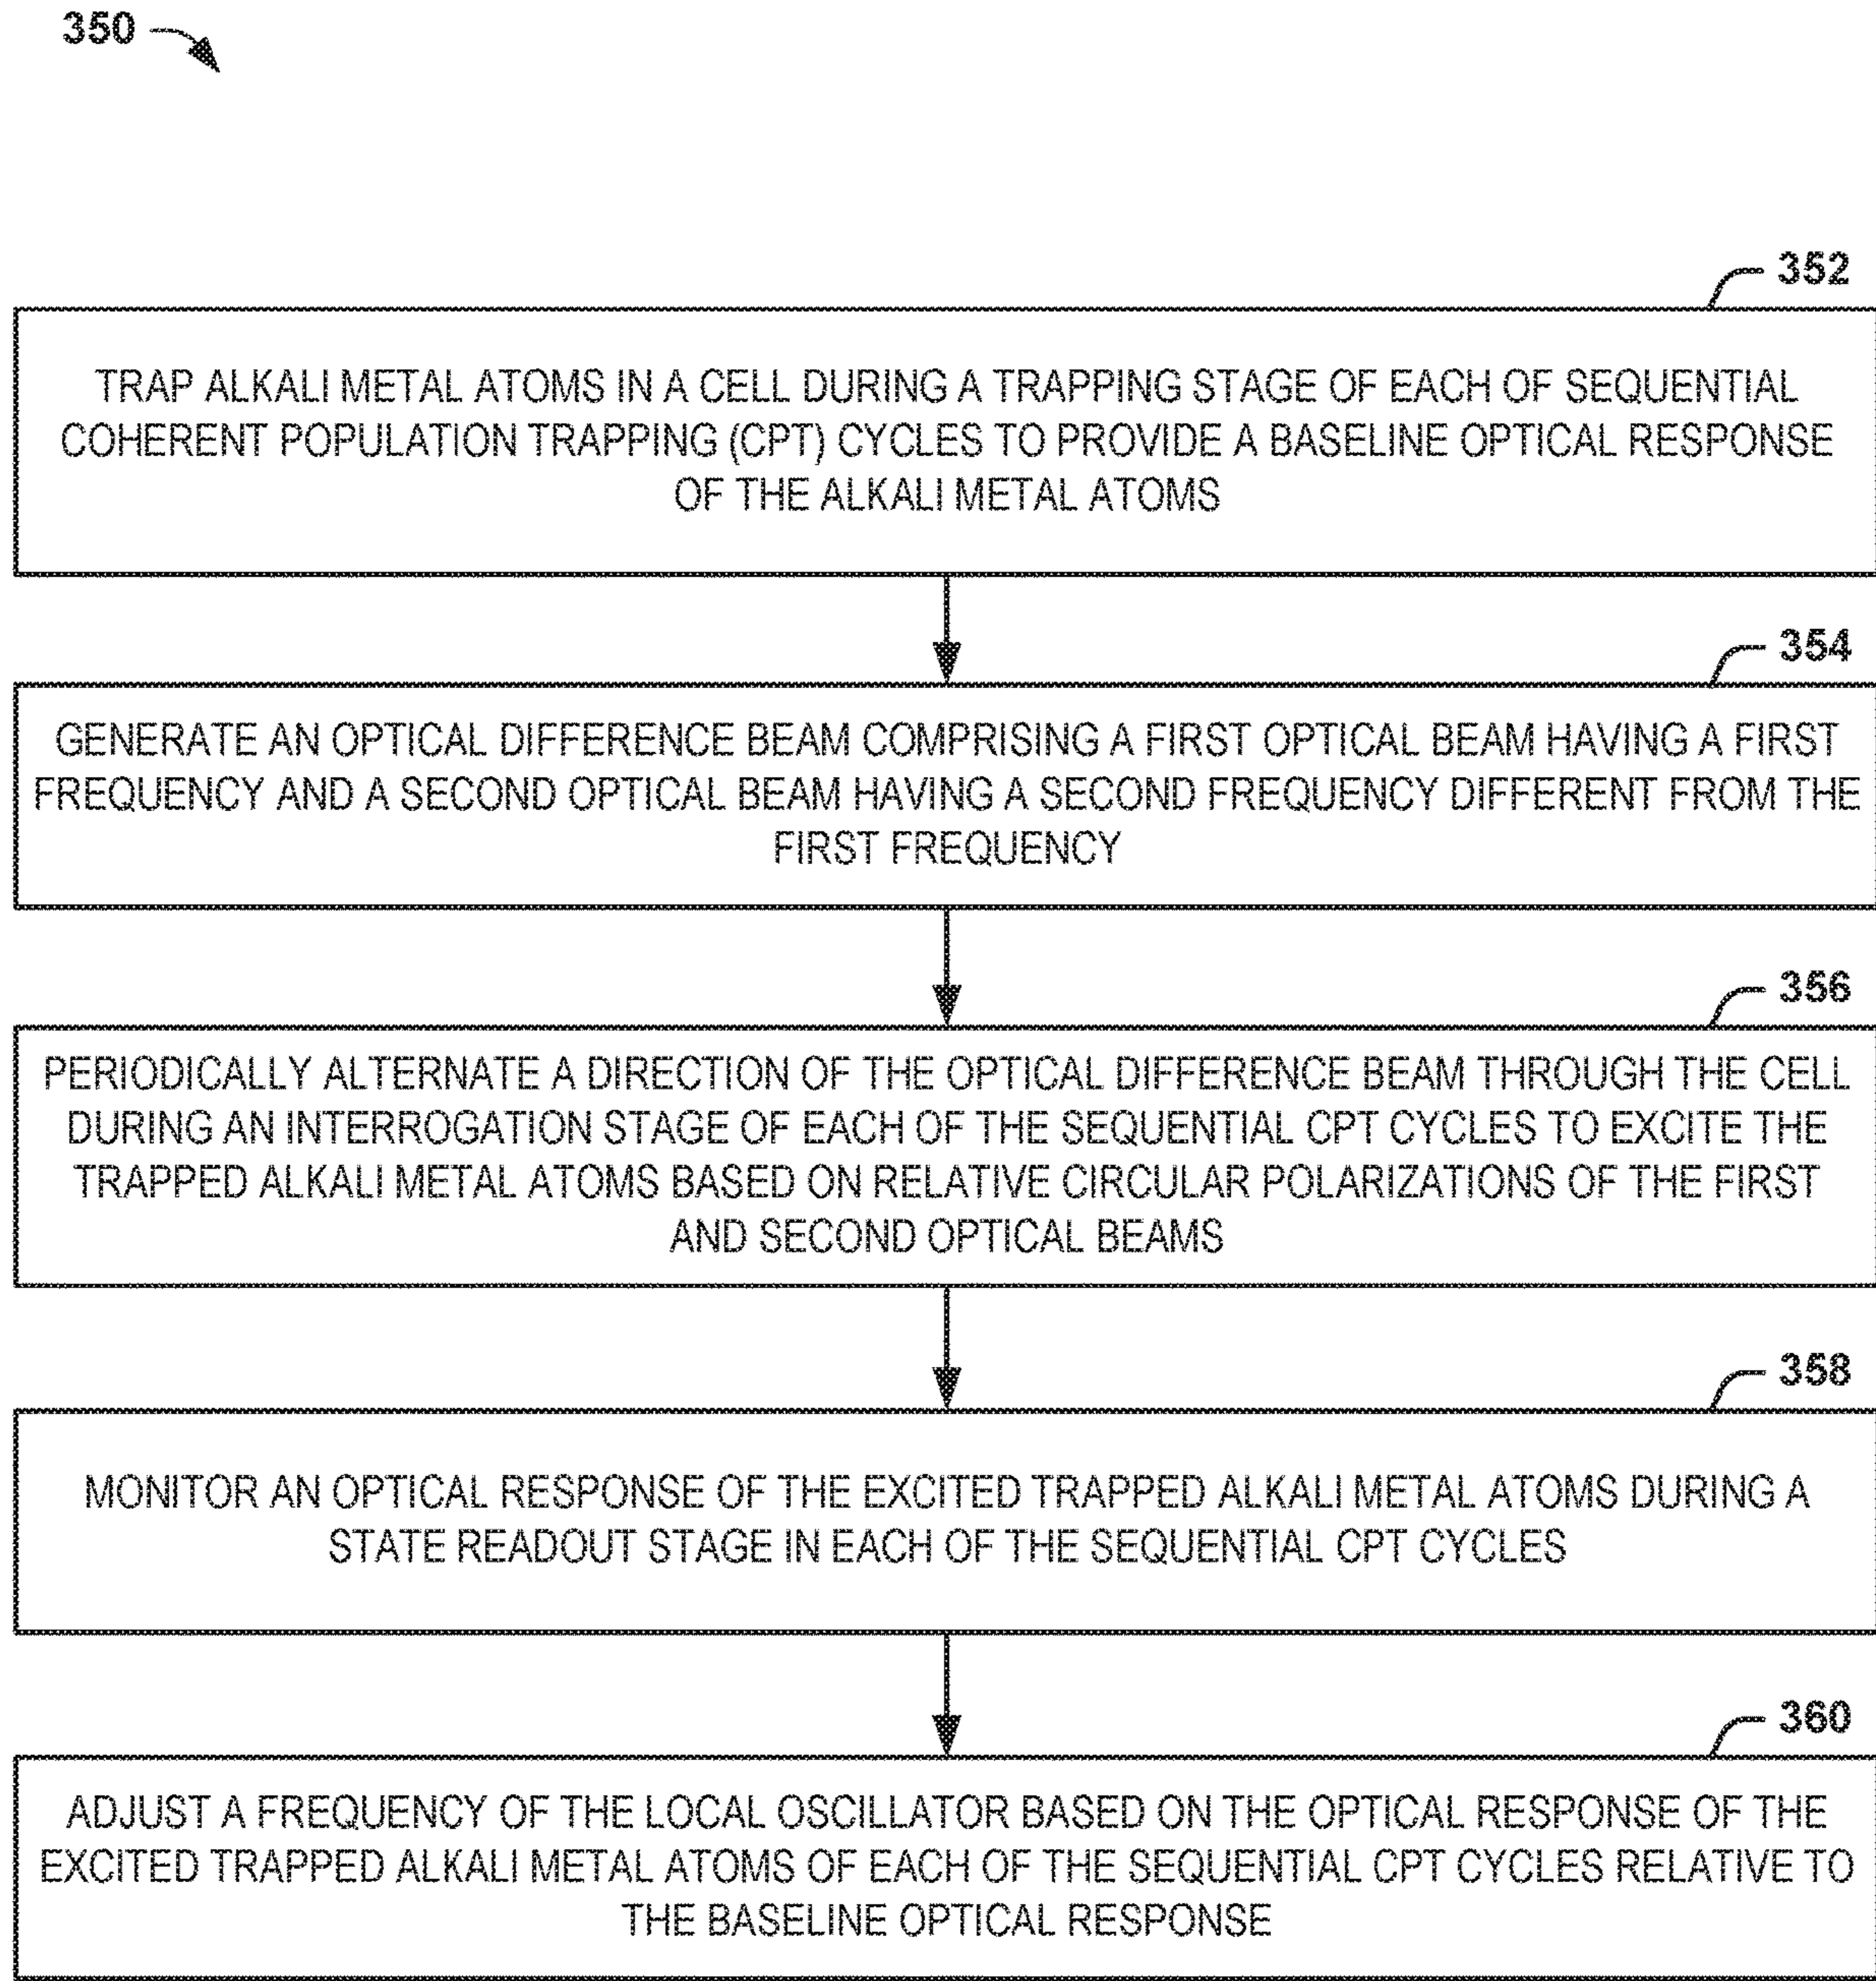 350
352
TRAP ALKALI METAL ATOMS IN A CELL DURING A TRAPPING STAGE OF EACH OF SEQUENTIAL
COHERENT POPULATION TRAPPING (CPT) CYCLES TO PROVIDE A BASELINE OPTICAL RESPONSE
OF THE ALKALI METAL ATOMS
354
GENERATE AN OPTICAL DIFFERENCE BEAM COMPRISING A FIRST OPTICAL BEAM HAVING A FIRST
FREQUENCY AND A SECOND OPTICAL BEAM HAVING A SECOND FREQUENCY DIFFERENT FROM THE
FIRST FREQUENCY
356
PERIODICALLY ALTERNATE A DIRECTION OF THE OPTICAL DIFFERENCE BEAM THROUGH THE CELL
DURING AN INTERROGATION STAGE OF EACH OF THE SEQUENTIAL CPT CYCLES TO EXCITE THE
TRAPPED ALKALI METAL ATOMS BASED ON RELATIVE CIRCULAR POLARIZATIONS OF THE FIRST
AND SECOND OPTICAL BEAMS
358
MONITOR AN OPTICAL RESPONSE OF THE EXCITED TRAPPED ALKALI METAL ATOMS DURING A
STATE READOUT STAGE IN EACH OF THE SEQUENTIAL CPT CYCLES
360
ADJUST A FREQUENCY OF THE LOCAL OSCILLATOR BASED ON THE OPTICAL RESPONSE OF THE
EXCITED TRAPPED ALKALI METAL ATOMS OF EACH OF THE SEQUENTIAL CPT CYCLES RELATIVE TO
THE BASELINE OPTICAL RESPONSE